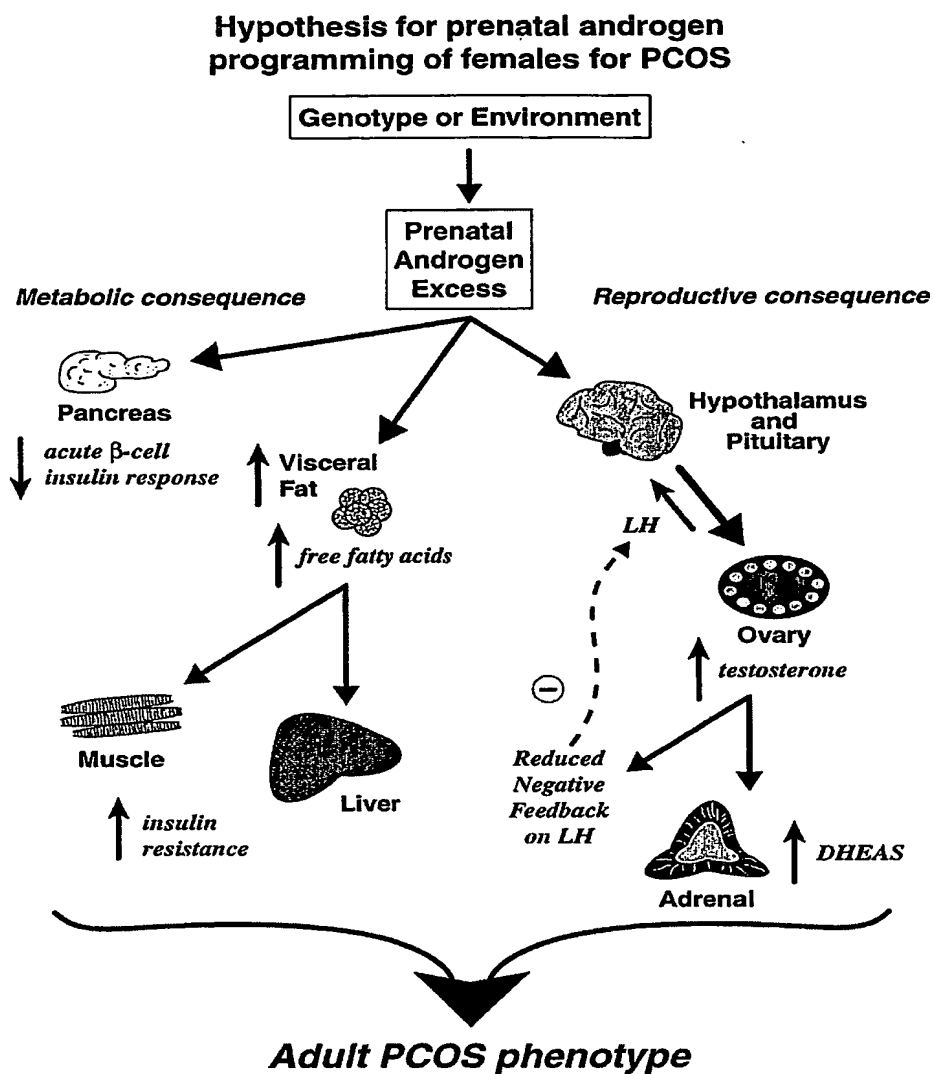 Hypothesis for prenatal androgen
programming of females for PCOS
Genotype or Environment
Prenatal
Androgen
Excess
Metabolic consequence
Reproductive consequence
Pancreas
acute β-cell
insulin response
Visceral
Fat
free fatty acids
Hypothalamus
and
Pituitary
LH
Ovary
testosterone
Muscle
insulin
resistance
Liver
−
Reduced
Negative
Feedback
on LH
Adrenal
DHEAS
Adult PCOS phenotype